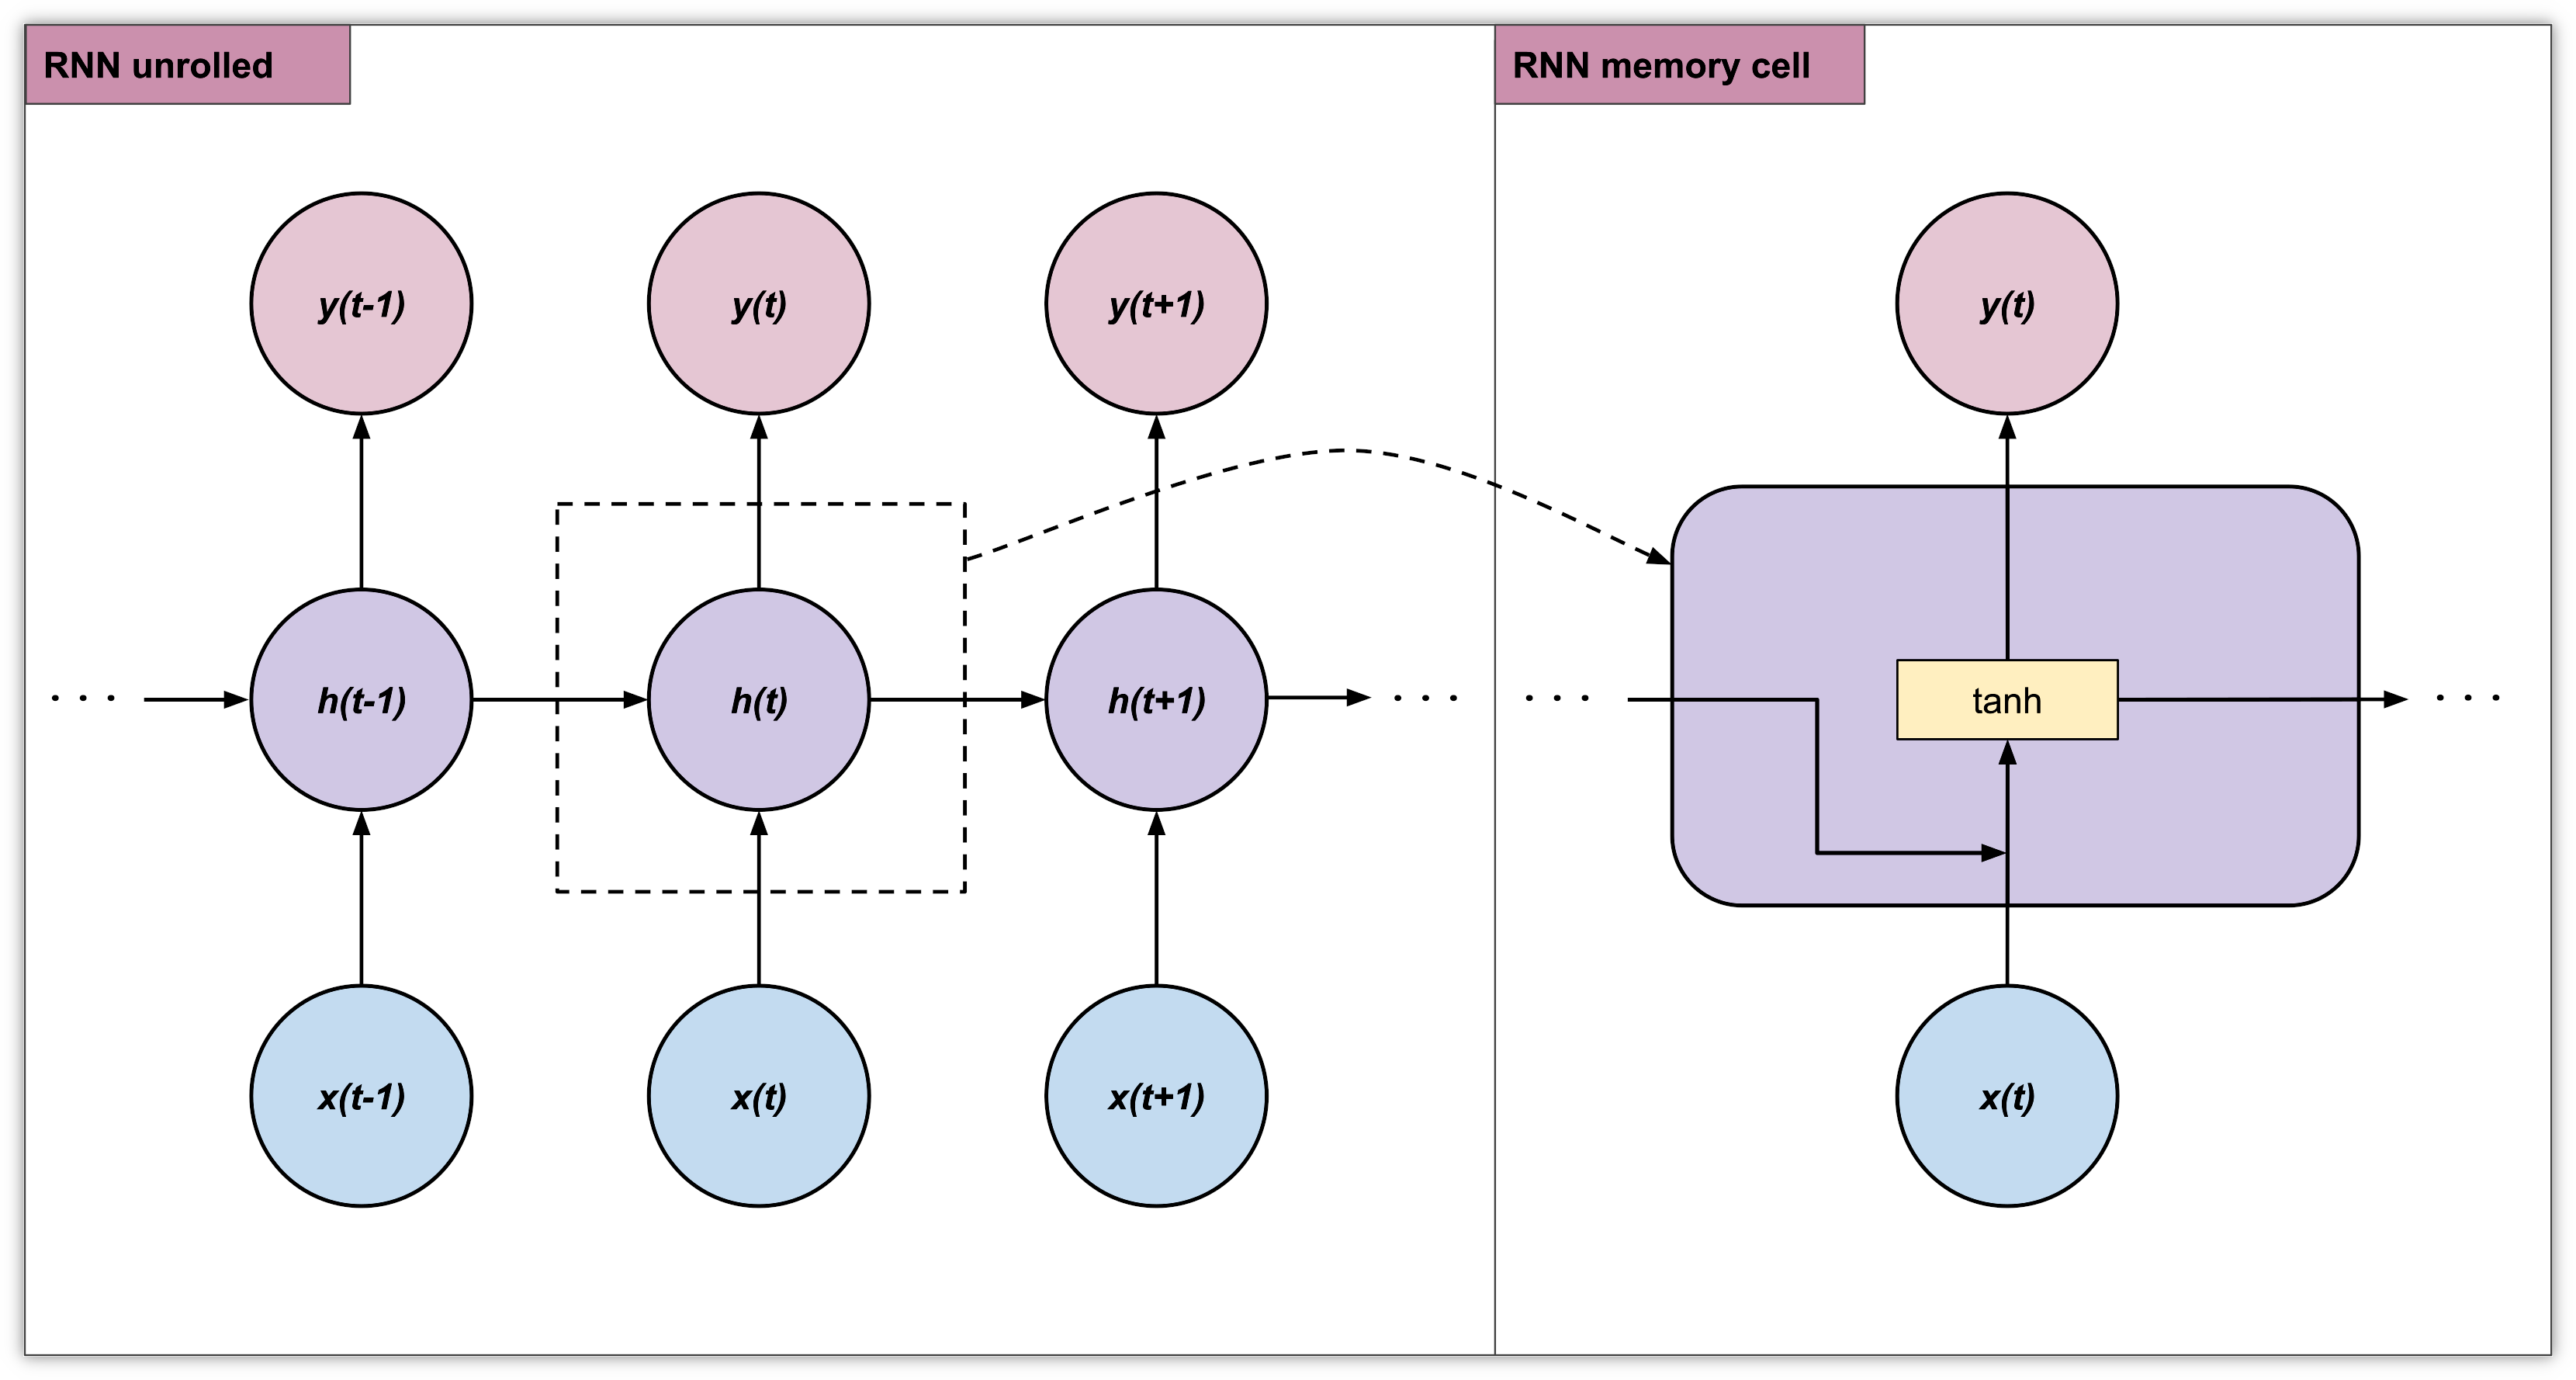 RNN unrolled
RNN memory cell
y(t-1)
y(t)
y(t+1)
y(t)
. . .
h(t-1)
h(t)
h(t+1)
. . .
. . .
tanh
. . .
x(t-1)
x(t)
x(t+1)
x(t)